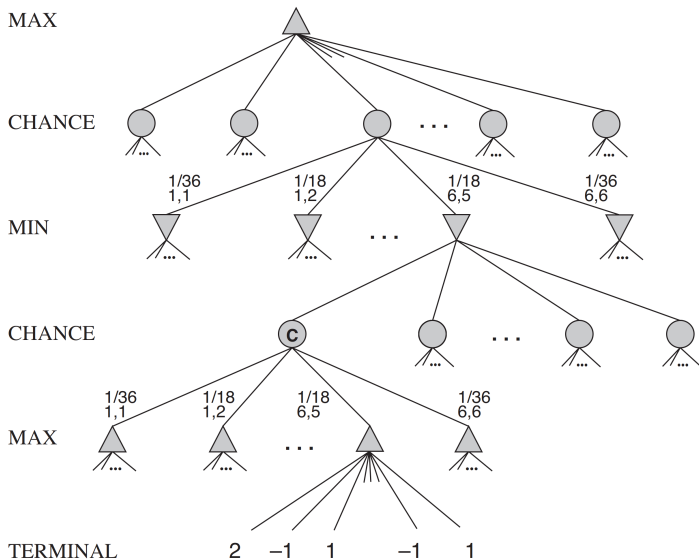 MAX
...
CHANCE ... ... ... ... ... ...
1/36 1/18 1/18 1/36
1,1 1,2 6,5 6,6
MIN ...
... ... ... ...
CHANCE C ...
... ... ...
1/36 1/18 1/18 1/36
1,1 1,2 6,5 6,6
MAX ...
... ... ...
TERMINAL 2 –1 1 –1 1